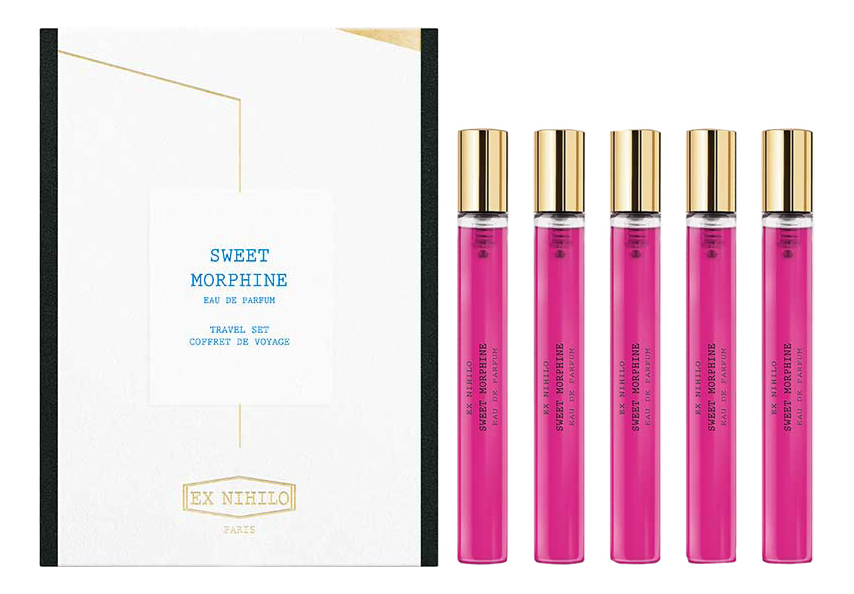 SWEET
MORPHINE
EAU DE PARFUM
TRAVEL SET
COFFRET DE VOYAGE
EX NIHILO
PARIS
EX NIHILO
SWEET MORPHINE
EAU DE PARFUM
EX NIHILO
SWEET MORPHINE
EAU DE PARFUM
EX NIHILO
SWEET MORPHINE
EAU DE PARFUM
EX NIHILO
SWEET MORPHINE
EAU DE PARFUM
EX NIHILO
SWEET MORPHINE
EAU DE PARFUM